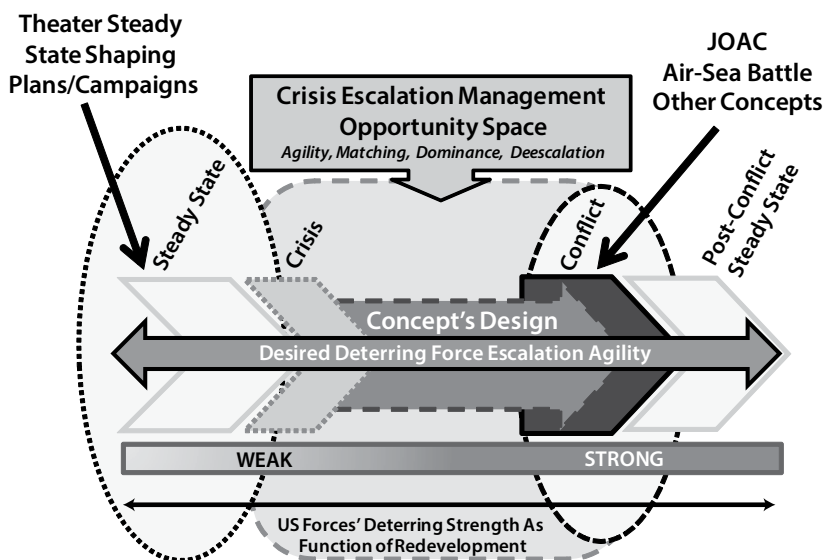 Theater Steady
State Shaping
Plans/Campaigns
JOAC
Air-Sea Battle
Other Concepts
Crisis Escalation Management
Opportunity Space
Agility, Matching, Dominance, Deescalation
Steady State
Crisis
Conflict
Post-Conflict
Steady State
Concept's Design
Desired Deterring Force Escalation Agility
WEAK
STRONG
US Forces' Deterring Strength As
Function of Redevelopment